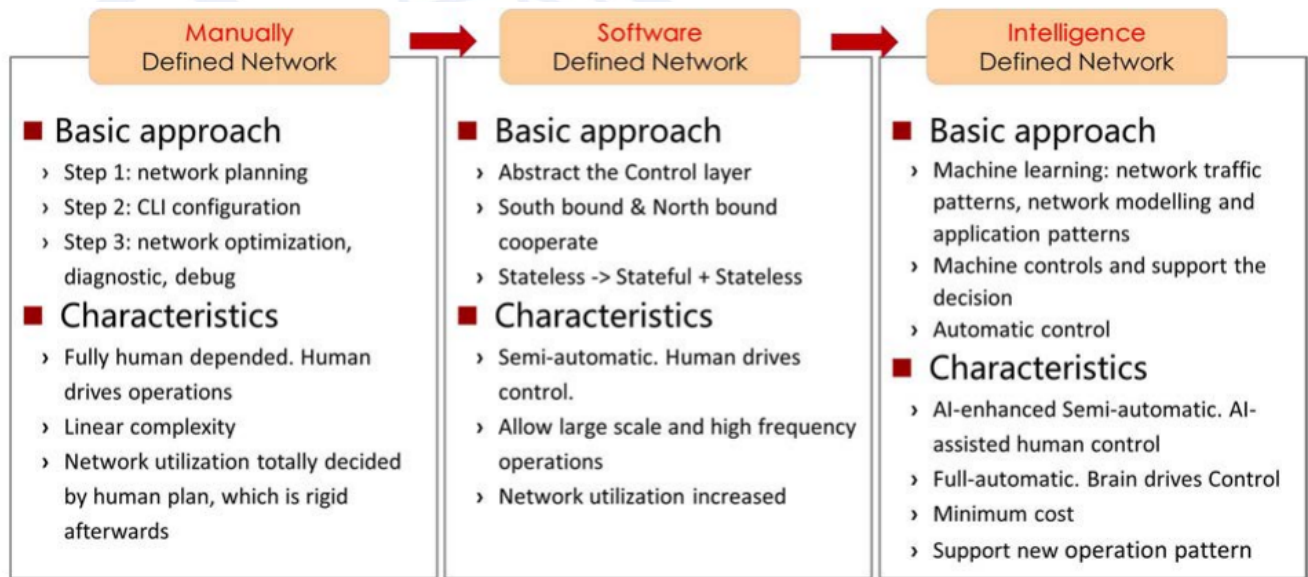 Manually
Defined Network
Software
Defined Network
Intelligence
Defined Network
■ Basic approach
› Step 1: network planning
› Step 2: CLI configuration
› Step 3: network optimization,
diagnostic, debug
■ Characteristics
› Fully human depended. Human
drives operations
› Linear complexity
› Network utilization totally decided
by human plan, which is rigid
afterwards
■ Basic approach
› Abstract the Control layer
› South bound & North bound
cooperate
› Stateless -> Stateful + Stateless
■ Characteristics
› Semi-automatic. Human drives
control.
› Allow large scale and high frequency
operations
› Network utilization increased
■ Basic approach
› Machine learning: network traffic
patterns, network modelling and
application patterns
› Machine controls and support the
decision
› Automatic control
■ Characteristics
› AI-enhanced Semi-automatic. AI-
assisted human control
› Full-automatic. Brain drives Control
› Minimum cost
› Support new operation pattern